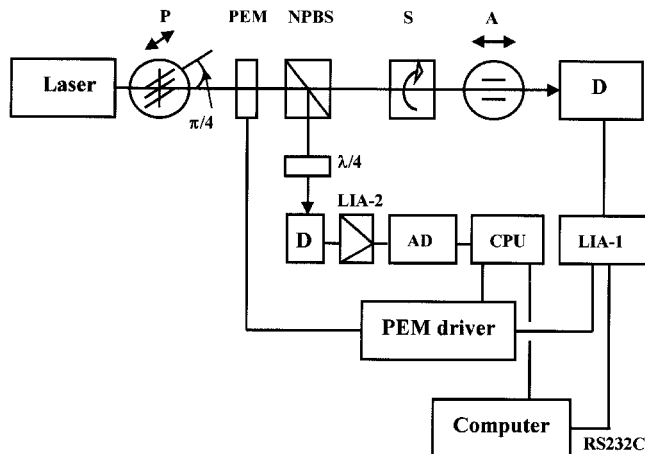 P PEM NPBS S A
Laser
D
π/4
λ/4
LIA-2
D
AD
CPU
LIA-1
PEM driver
Computer
RS232C